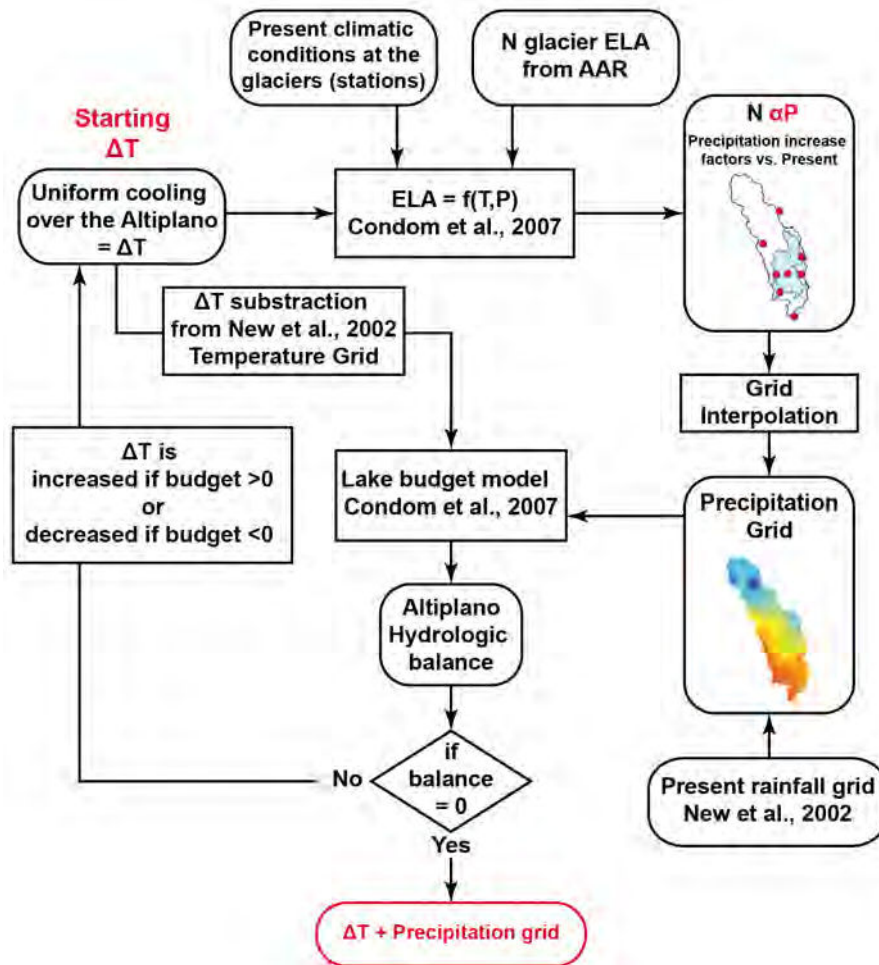 Present climatic
conditions at the
glaciers (stations)
N glacier ELA
from AAR
Starting
ΔT
Uniform cooling
over the Altiplano
= ΔT
ELA = f(T,P)
Condom et al., 2007
N αP
Precipitation increase
factors vs. Present
ΔT substraction
from New et al., 2002
Temperature Grid
Grid
Interpolation
ΔT is
increased if budget >0
or
decreased if budget <0
Lake budget model
Condom et al., 2007
Precipitation
Grid
Altiplano
Hydrologic
balance
if
balance
= 0
No
Yes
Present rainfall grid
New et al., 2002
ΔT + Precipitation grid